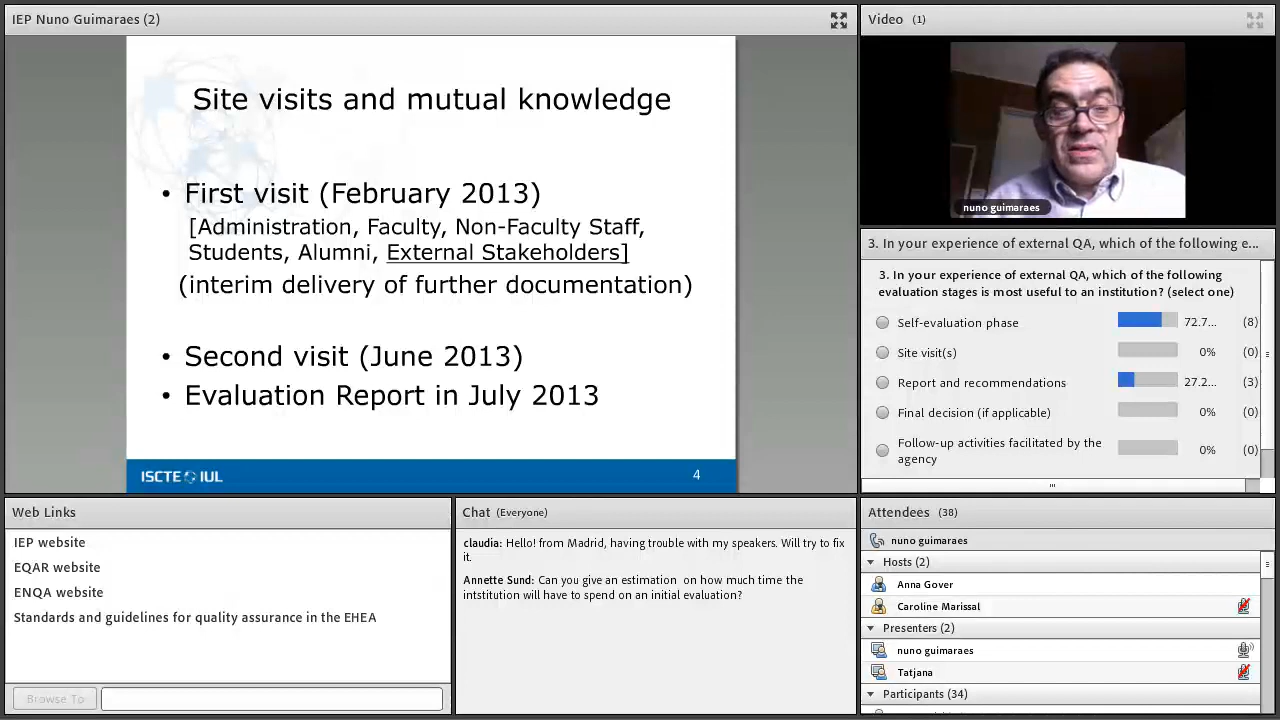 IEP Nuno Guimaraes (2)
Site visits and mutual knowledge
• First visit (February 2013)
[Administration, Faculty, Non-Faculty Staff,
Students, Alumni, External Stakeholders]
(interim delivery of further documentation)
• Second visit (June 2013)
• Evaluation Report in July 2013
ISCTE IUL
4
Video (1)
nuno guimaraes
3. In your experience of external QA, which of the following e...
3. In your experience of external QA, which of the following
evaluation stages is most useful to an institution? (select one)
Self-evaluation phase 72.7... (8)
Site visit(s) 0% (0)
Report and recommendations 27.2... (3)
Final decision (if applicable) 0% (0)
Follow-up activities facilitated by the
agency 0% (0)
Web Links
IEP website
EQAR website
ENQA website
Standards and guidelines for quality assurance in the EHEA
Browse To
Chat (Everyone)
claudia: Hello! from Madrid, having trouble with my speakers. Will try to fix
it.
Annette Sund: Can you give an estimation on how much time the
intstitution will have to spend on an initial evaluation?
Attendees (38)
nuno guimaraes
Hosts (2)
Anna Gover
Caroline Marissal
Presenters (2)
nuno guimaraes
Tatjana
Participants (34)